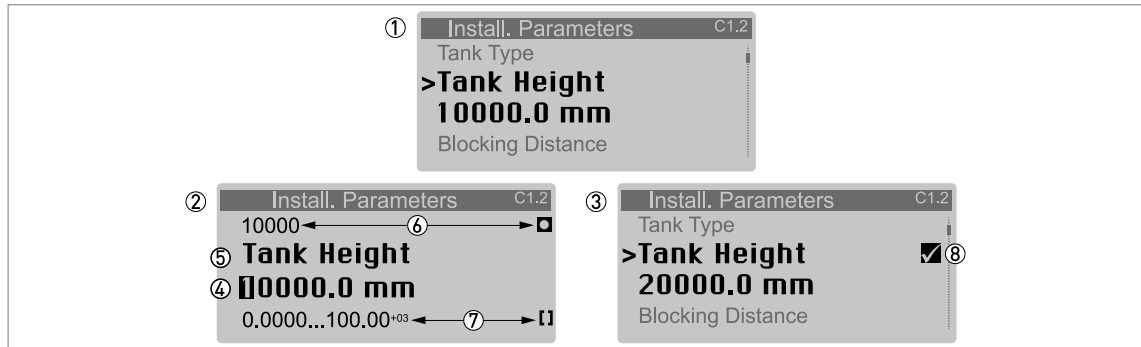 ① Install. Parameters C1.2
Tank Type
>Tank Height
10000.0 mm
Blocking Distance
② Install. Parameters C1.2
10000 ⑥
⑤ Tank Height
④ 10000.0 mm
0.0000...100.00+03 ⑦ []
③ Install. Parameters C1.2
Tank Type
>Tank Height ✓ ⑧
20000.0 mm
Blocking Distance